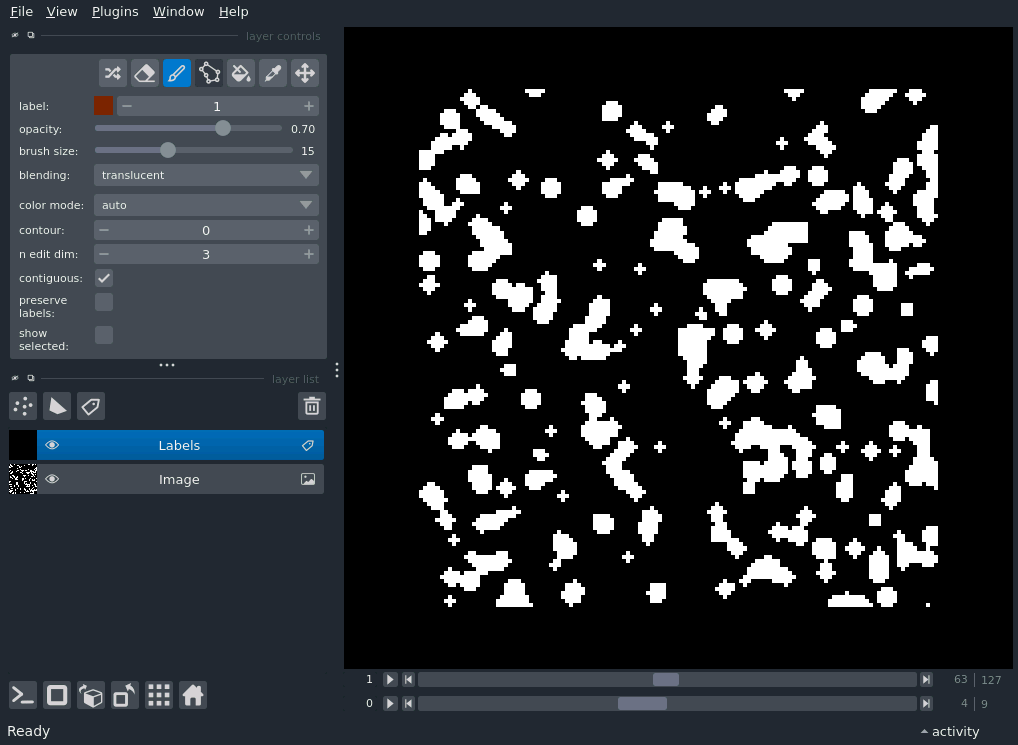 File View Plugins Window Help
layer controls
label: 1
opacity: 0.70
brush size: 15
blending: translucent
color mode: auto
contour: 0
n edit dim: 3
contiguous:
preserve
labels:
show
selected:
layer list
Labels
Image
1 63 127
0 4 9
Ready activity